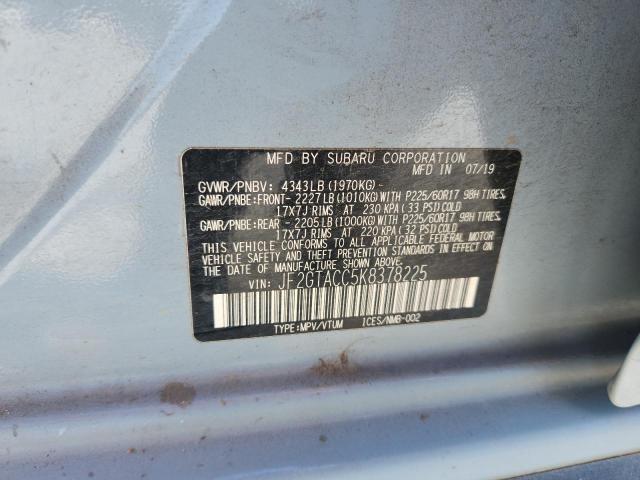 MFD BY SUBARU CORPORATION
MFD IN 07/19
GVWR/PNBV: 4343LB(1970KG)
GAWR/PNBE:FRONT- 2227LB(1010KG)WITH P225/60R17 98H TIRES,
17X7J RIMS AT 230 KPA(33 PSI)COLD
GAWR/PNBE:REAR - 2205LB(1000KG)WITH P225/60R17 98H TIRES,
17X7J RIMS AT 220 KPA(32 PSI)COLD
THIS VEHICLE CONFORMS TO ALL APPLICABLE FEDERAL MOTOR
VEHICLE SAFETY STANDARDS IN EFFECT ON THE DATE OF
MANUFACTURE SHOWN ABOVE.
VIN: JF2GTACC5K8378225
TYPE:MPV/VTUM ICES/NMB-002